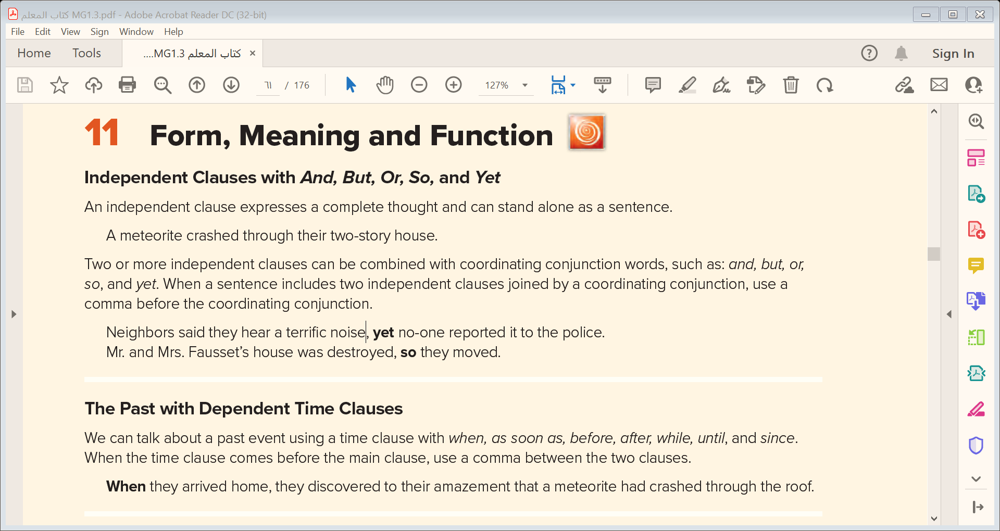 كتاب المعلم MG1.3.pdf - Adobe Acrobat Reader DC (32-bit)
File Edit View Sign Window Help
Home Tools كتاب المعلم MG1.3.... × Sign In
٦١ / 176 127%
11 Form, Meaning and Function
Independent Clauses with And, But, Or, So, and Yet
An independent clause expresses a complete thought and can stand alone as a sentence.
A meteorite crashed through their two-story house.
Two or more independent clauses can be combined with coordinating conjunction words, such as: and, but, or,
so, and yet. When a sentence includes two independent clauses joined by a coordinating conjunction, use a
comma before the coordinating conjunction.
Neighbors said they hear a terrific noise, yet no-one reported it to the police.
Mr. and Mrs. Fausset’s house was destroyed, so they moved.
The Past with Dependent Time Clauses
We can talk about a past event using a time clause with when, as soon as, before, after, while, until, and since.
When the time clause comes before the main clause, use a comma between the two clauses.
When they arrived home, they discovered to their amazement that a meteorite had crashed through the roof.